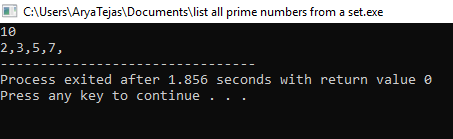 C:\Users\AryaTejas\Documents\list all prime numbers from a set.exe
10
2,3,5,7,
--------------------------------
Process exited after 1.856 seconds with return value 0
Press any key to continue . . .